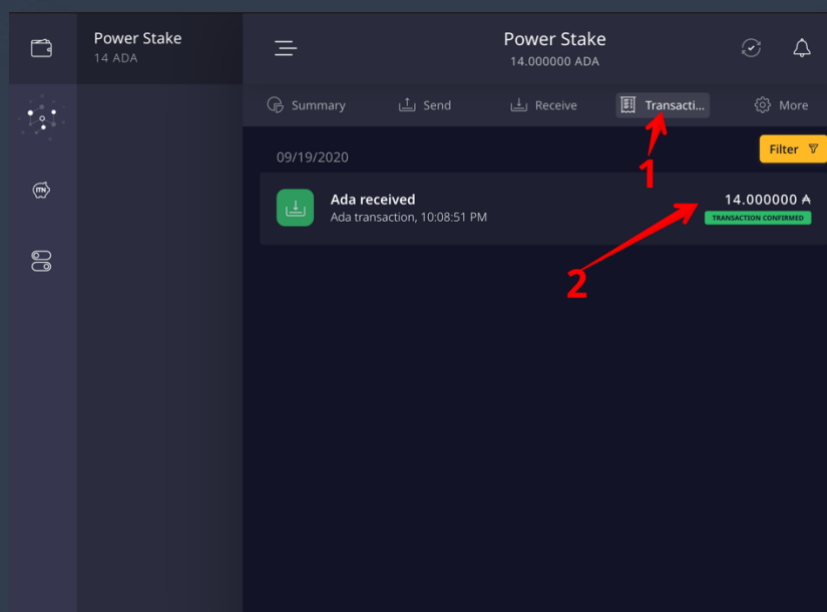 Power Stake
14 ADA
Power Stake
14.000000 ADA
Summary
Send
Receive
Transacti...
More
09/19/2020
Filter
1
ITN
Ada received
14.000000 ₳
Ada transaction, 10:08:51 PM
TRANSACTION CONFIRMED
2